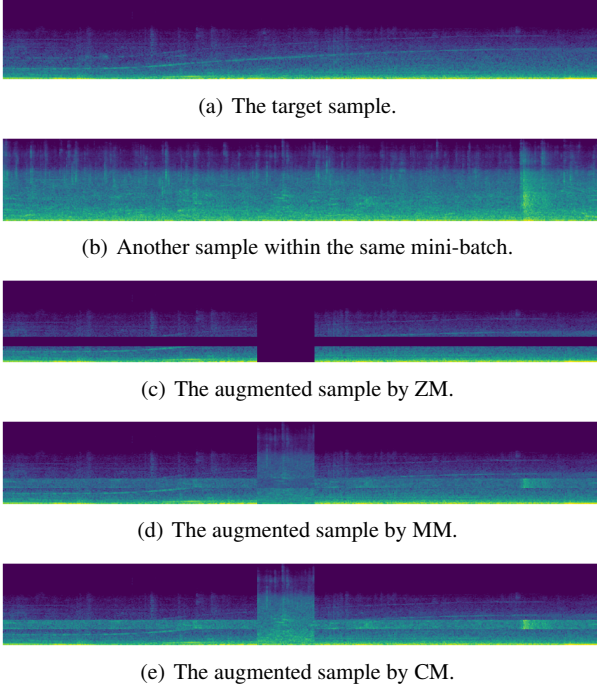 (a) The target sample.
(b) Another sample within the same mini-batch.
(c) The augmented sample by ZM.
(d) The augmented sample by MM.
(e) The augmented sample by CM.